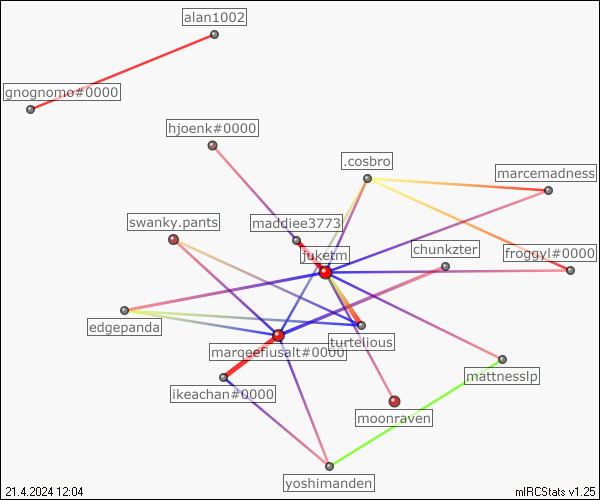 alan1002
gnognomo#0000
hjoenk#0000
.cosbro
marcemadness
swanky.pants
maddiee3773
juketm
chunkzter
froggyl#0000
edgepanda
margeefiusalt#0000
turtelious
mattnesslp
ikeachan#0000
moonraven
yoshimanden
21.4.2024 12:04
mIRCStats v1.25